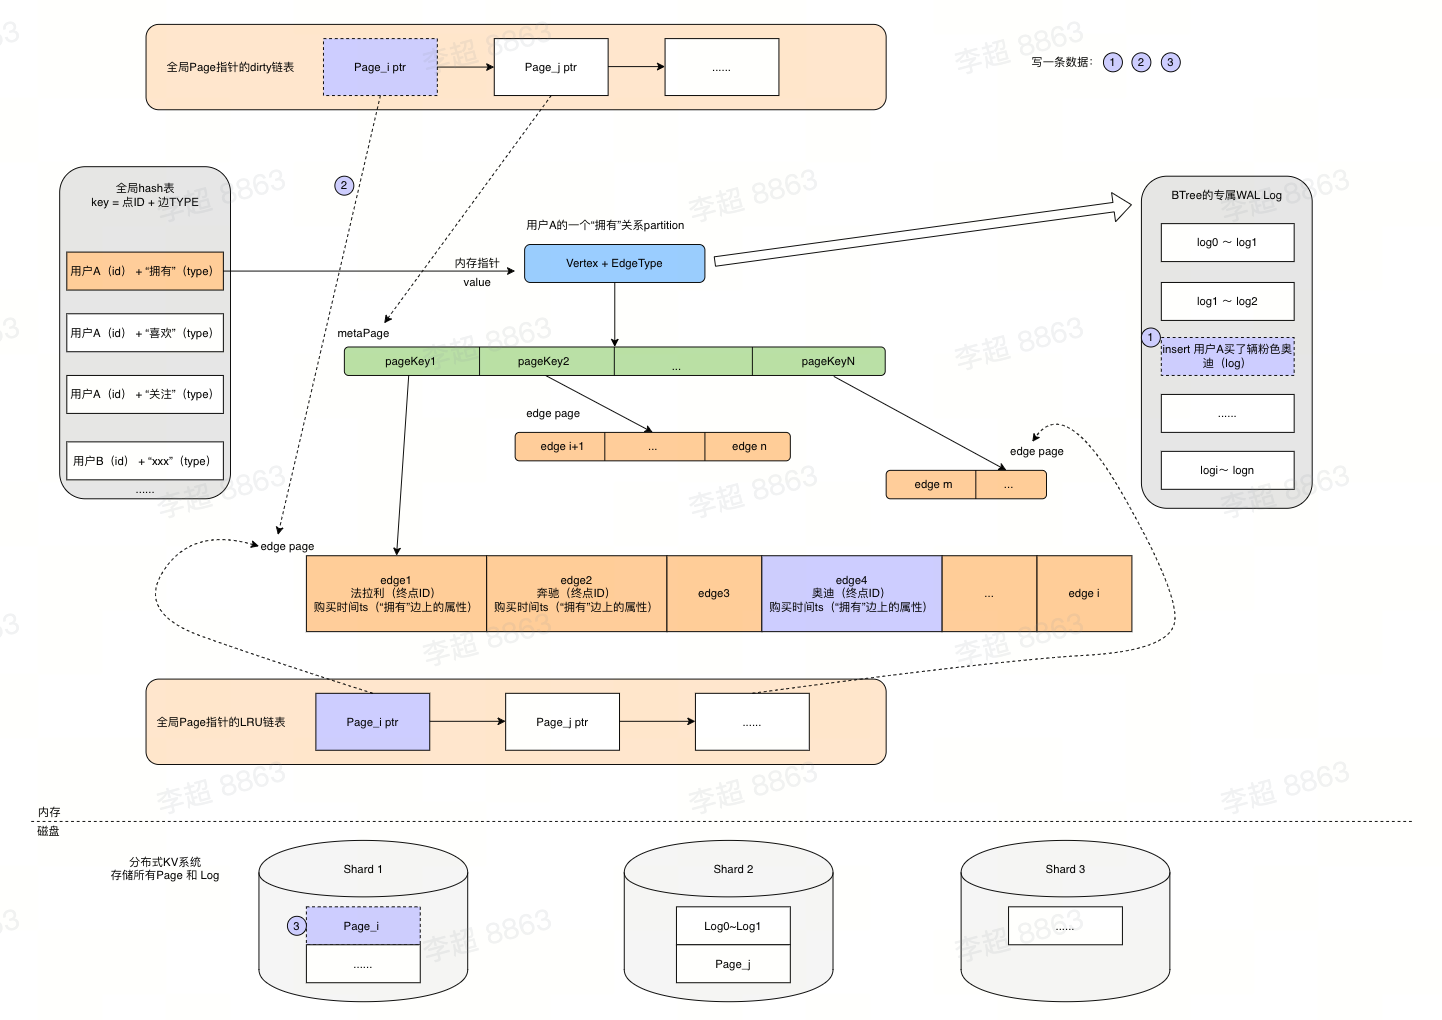 全局Page指针的dirty链表
Page_i ptr
Page_j ptr
......
写一条数据：
1
2
3
全局hash表
key = 点ID + 边TYPE
用户A（id） + “拥有”（type）
用户A（id） + “喜欢”（type）
用户A（id） + “关注”（type）
用户B（id） + “xxx”（type）
......
2
内存指针
value
用户A的一个“拥有”关系partition
Vertex + EdgeType
BTree的专属WAL Log
log0 ～ log1
log1 ～ log2
1
insert 用户A买了辆粉色奥
迪（log）
......
logi～ logn
metaPage
pageKey1
pageKey2
...
pageKeyN
edge page
edge i+1
...
edge n
edge page
edge m
...
edge page
edge1
法拉利（终点ID）
购买时间ts（“拥有”边上的属性）
edge2
奔驰（终点ID）
购买时间ts（“拥有”边上的属性）
edge3
edge4
奥迪（终点ID）
购买时间ts（“拥有”边上的属性）
...
edge i
全局Page指针的LRU链表
Page_i ptr
Page_j ptr
......
内存
磁盘
分布式KV系统
存储所有Page 和 Log
Shard 1
3
Page_i
......
Shard 2
Log0~Log1
Page_j
Shard 3
......
李超 8863